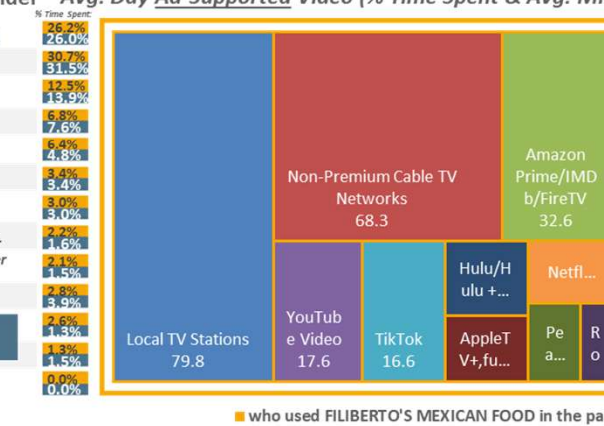 Avg. Day Ad-Supported Video (% Time Spent & Avg.
% Time Spent:
26.2%
26.0%
30.7%
31.5%
12.5%
13.9%
6.8%
7.6%
6.4%
4.8%
3.4%
3.4%
3.0%
3.0%
2.2%
1.6%
2.1%
1.5%
2.8%
3.9%
2.6%
1.3%
1.3%
1.5%
0.0%
0.0%
Local TV Stations
79.8
Non-Premium Cable TV
Networks
68.3
Amazon
Prime/IMD
b/FireTV
32.6
YouTub
e Video
17.6
TikTok
16.6
Hulu/H
ulu +...
AppleT
V+,fu...
Netfl...
Pe
a...
R
o
who used FILIBERTO'S MEXICAN FOOD in the pa